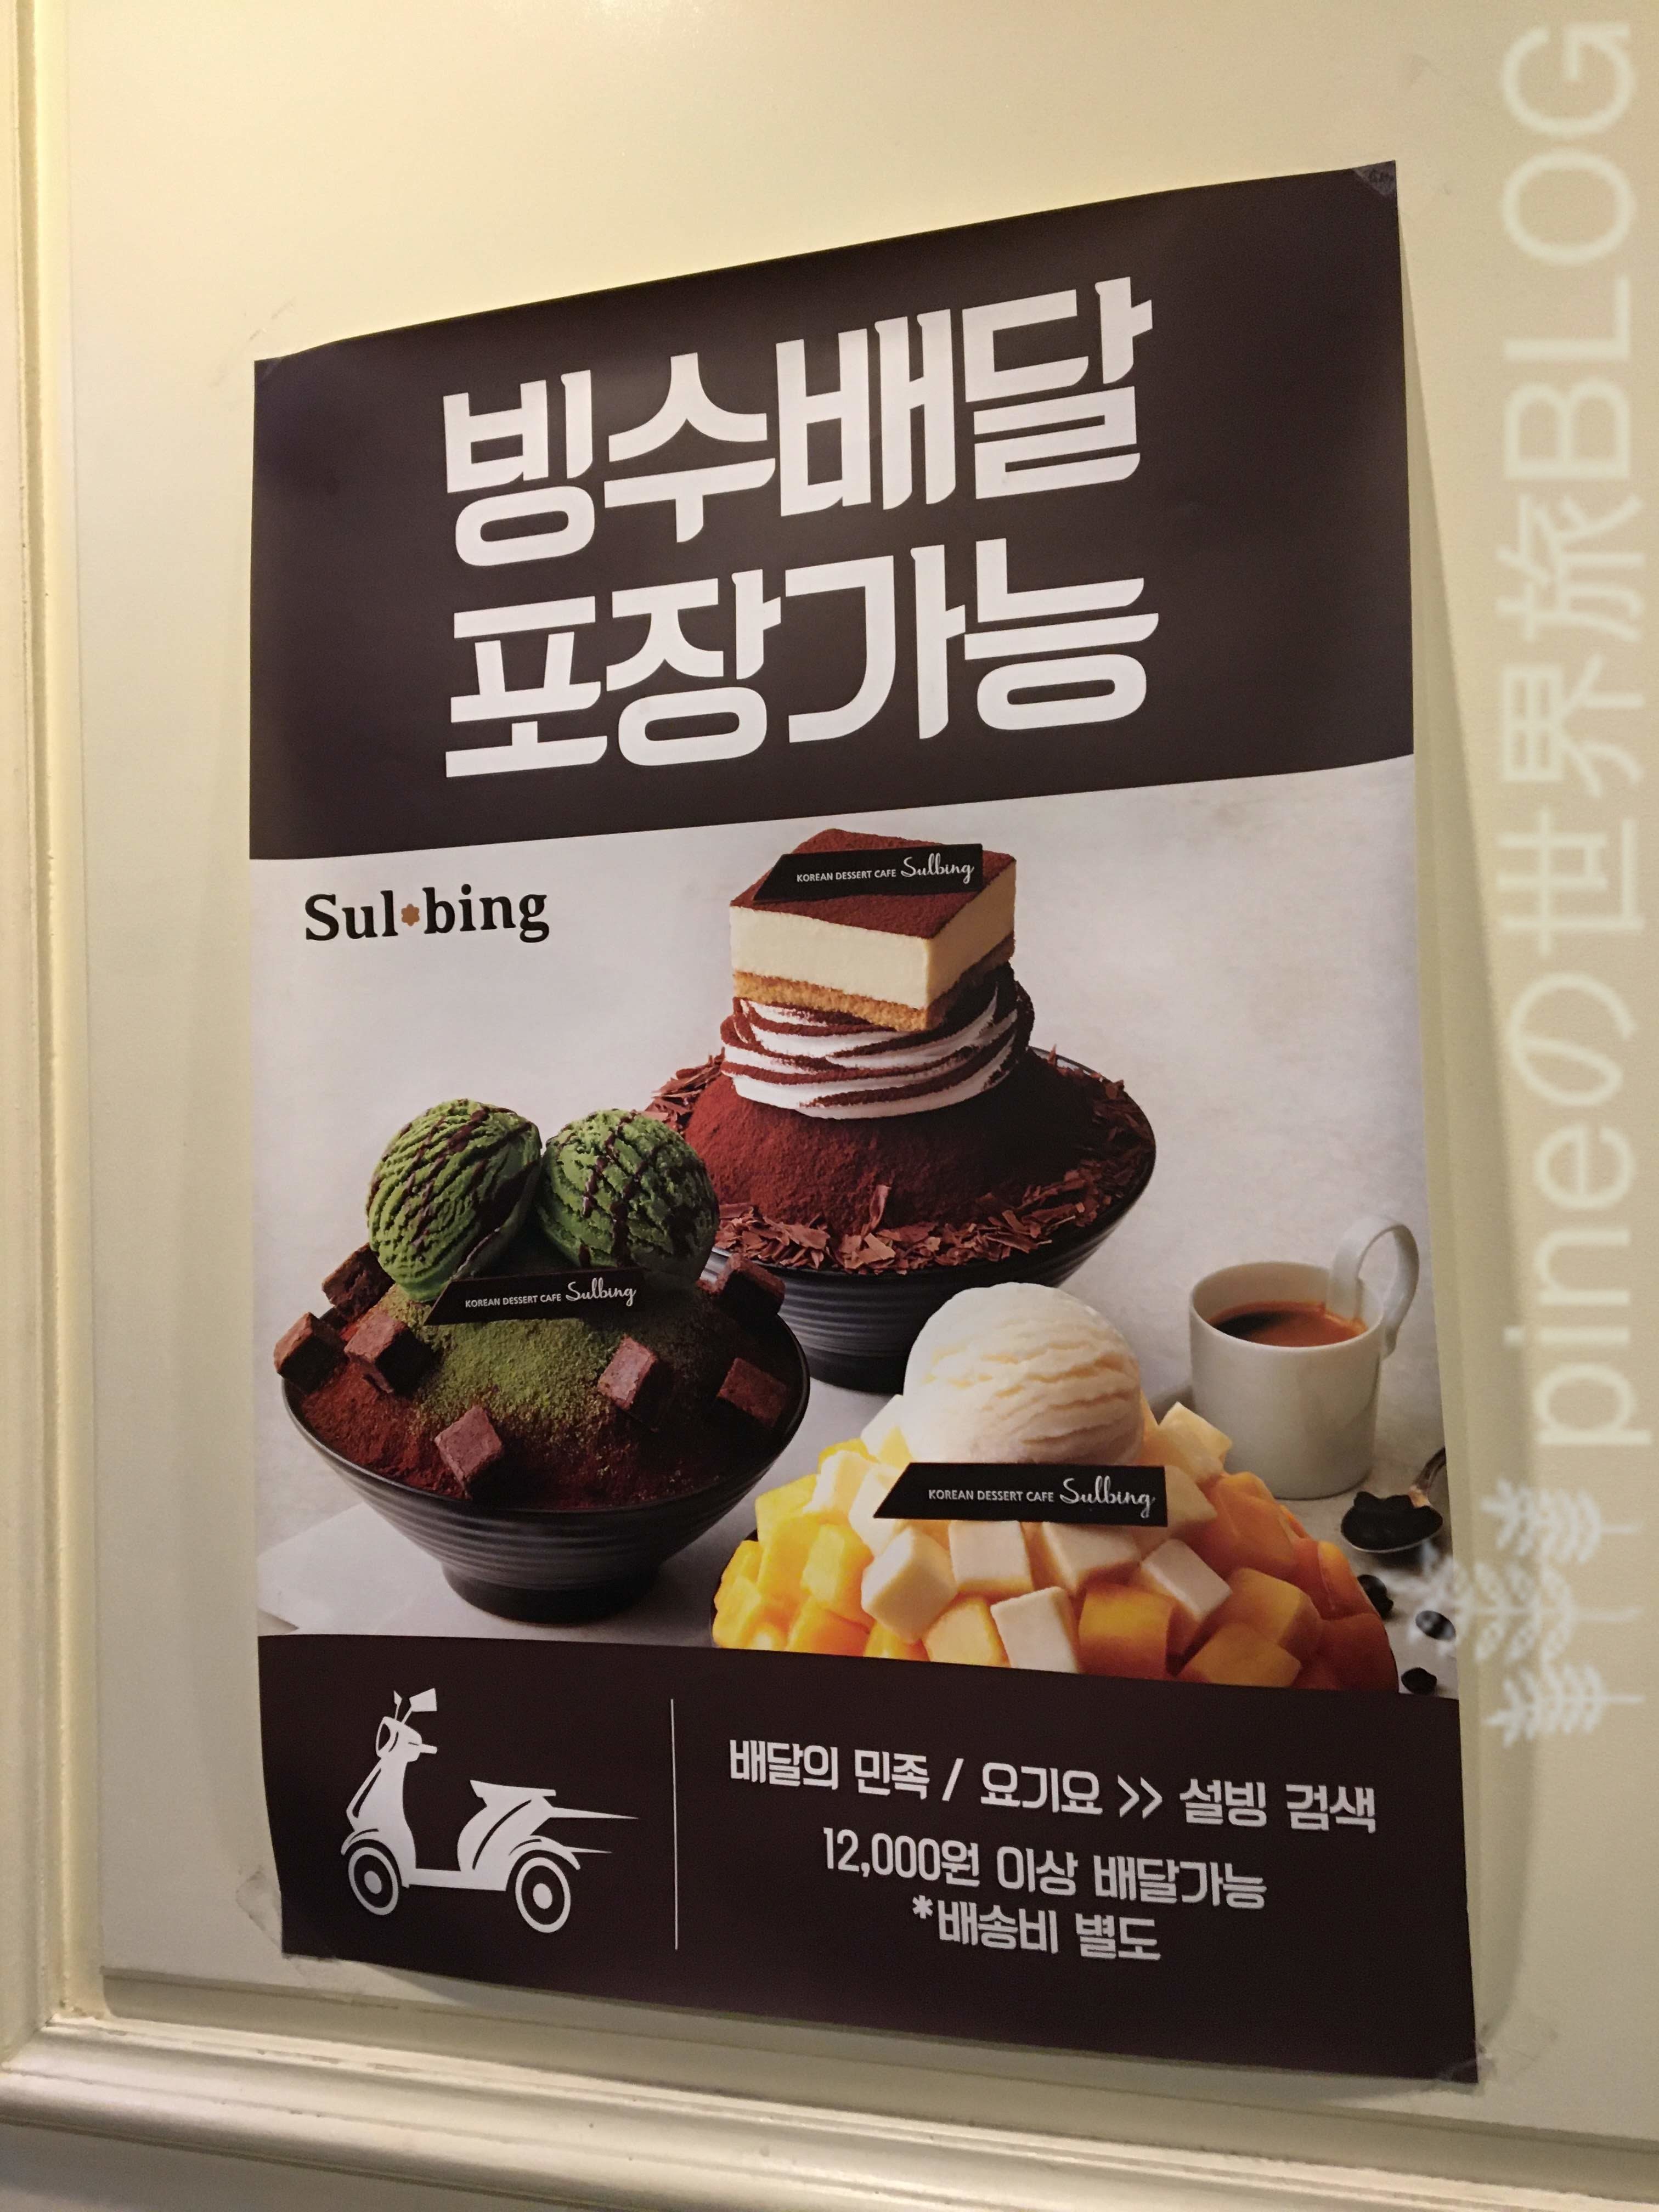 빙수배달
포장가능
Sul bing
KOREAN DESSERT CAFE Sulbing
KOREAN DESSERT CAFE Sulbing
KOREAN DESSERT CAFE Sulbing
배달의 민족 / 요기요 >> 설빙 검색
12,000원 이상 배달가능
*배송비 별도
pineの世界旅BLOG